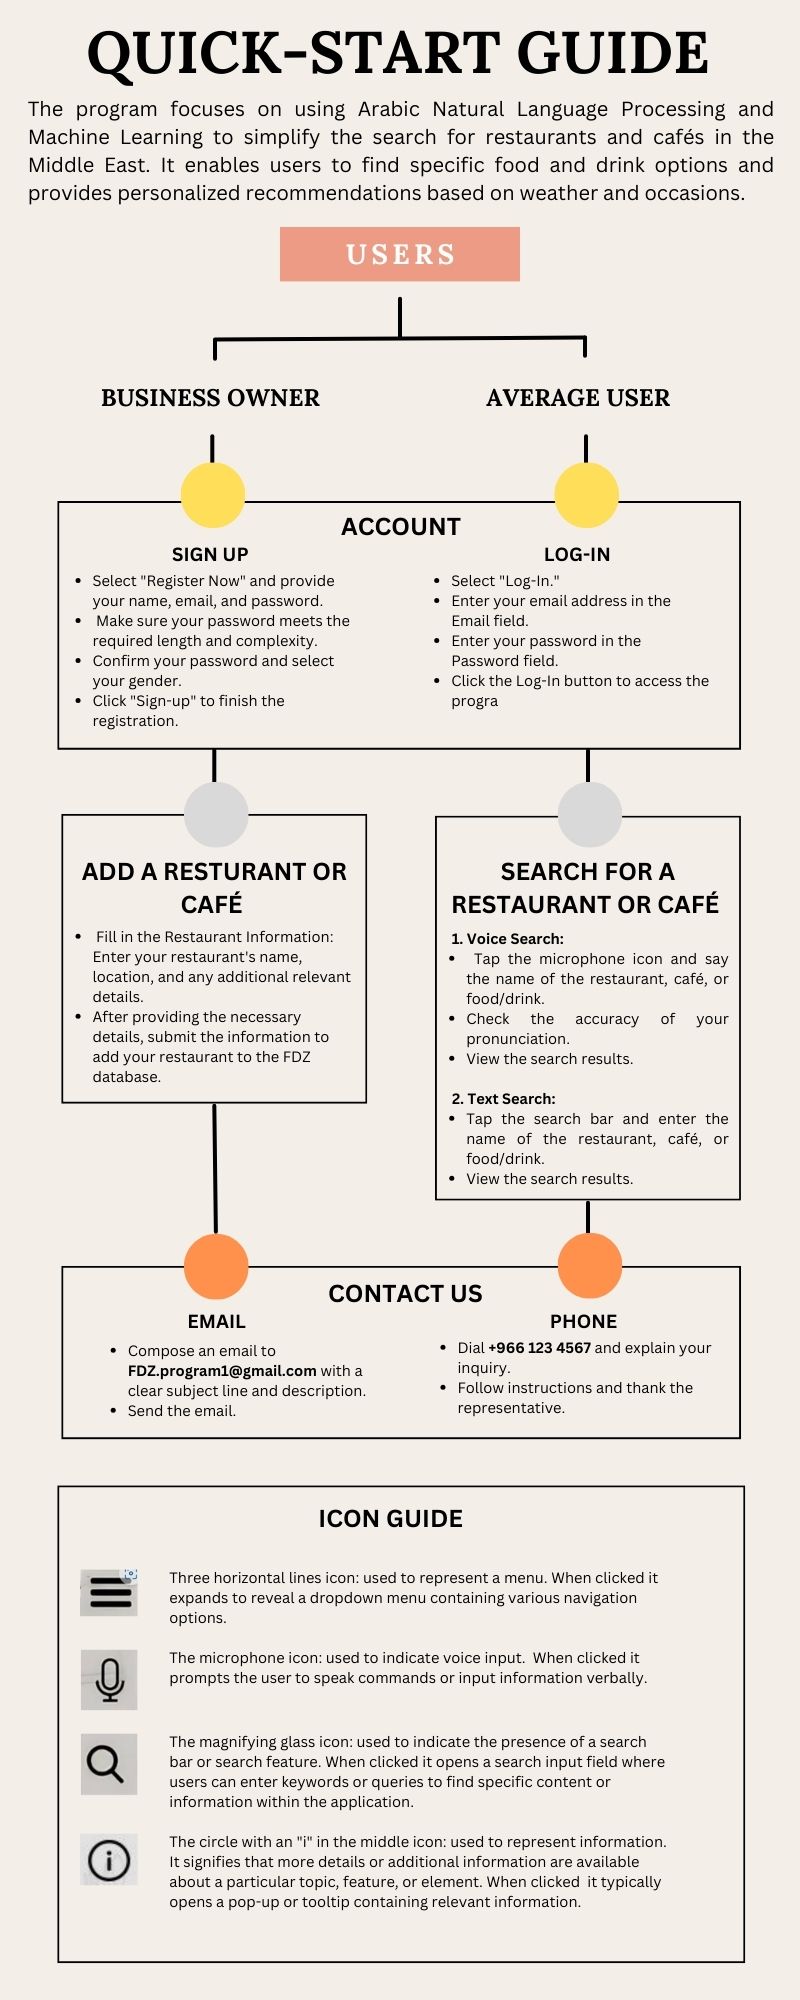 QUICK-START GUIDE
The program focuses on using Arabic Natural Language Processing and
Machine Learning to simplify the search for restaurants and cafés in the
Middle East. It enables users to find specific food and drink options and
provides personalized recommendations based on weather and occasions.
USERS
BUSINESS OWNER
AVERAGE USER
ACCOUNT
SIGN UP
• Select "Register Now" and provide
your name, email, and password.
• Make sure your password meets the
required length and complexity.
• Confirm your password and select
your gender.
• Click "Sign-up" to finish the
registration.
LOG-IN
• Select "Log-In."
• Enter your email address in the
Email field.
• Enter your password in the
Password field.
• Click the Log-In button to access the
progra
ADD A RESTURANT OR
CAFÉ
• Fill in the Restaurant Information:
Enter your restaurant's name,
location, and any additional relevant
details.
• After providing the necessary
details, submit the information to
add your restaurant to the FDZ
database.
SEARCH FOR A
RESTAURANT OR CAFÉ
1. Voice Search:
• Tap the microphone icon and say
the name of the restaurant, café, or
food/drink.
• Check the accuracy of your
pronunciation.
• View the search results.
2. Text Search:
• Tap the search bar and enter the
name of the restaurant, café, or
food/drink.
• View the search results.
CONTACT US
EMAIL
• Compose an email to
FDZ.program1@gmail.com with a
clear subject line and description.
• Send the email.
PHONE
• Dial +966 123 4567 and explain your
inquiry.
• Follow instructions and thank the
representative.
ICON GUIDE
Three horizontal lines icon: used to represent a menu. When clicked it
expands to reveal a dropdown menu containing various navigation
options.
The microphone icon: used to indicate voice input. When clicked it
prompts the user to speak commands or input information verbally.
The magnifying glass icon: used to indicate the presence of a search
bar or search feature. When clicked it opens a search input field where
users can enter keywords or queries to find specific content or
information within the application.
The circle with an "i" in the middle icon: used to represent information.
It signifies that more details or additional information are available
about a particular topic, feature, or element. When clicked it typically
opens a pop-up or tooltip containing relevant information.